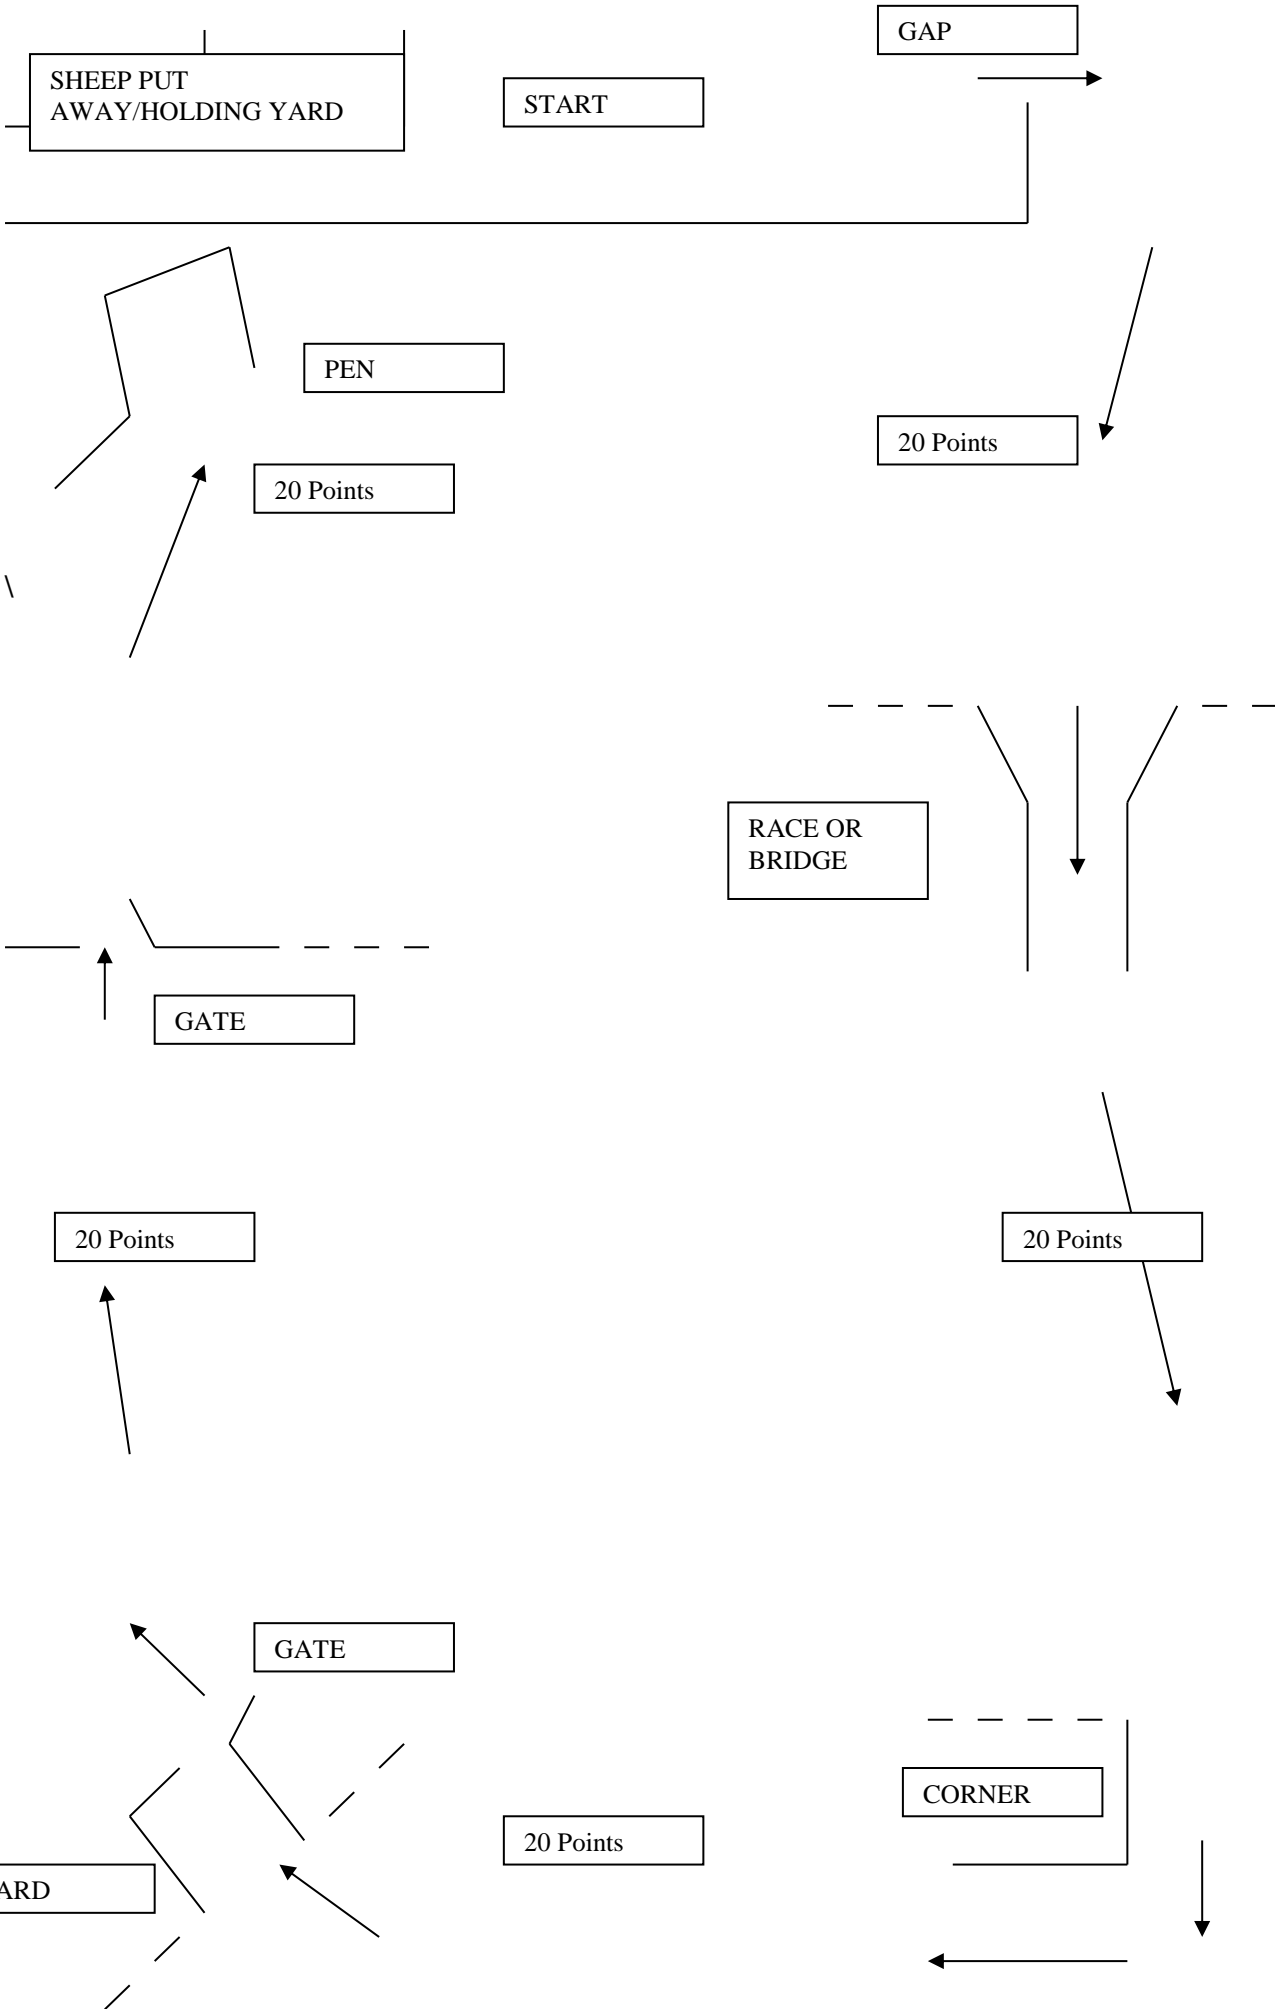 GAP
SHEEP PUT
AWAY/HOLDING YARD
START
PEN
20 Points
20 Points
RACE OR
BRIDGE
GATE
20 Points
20 Points
GATE
CORNER
20 Points
ARD